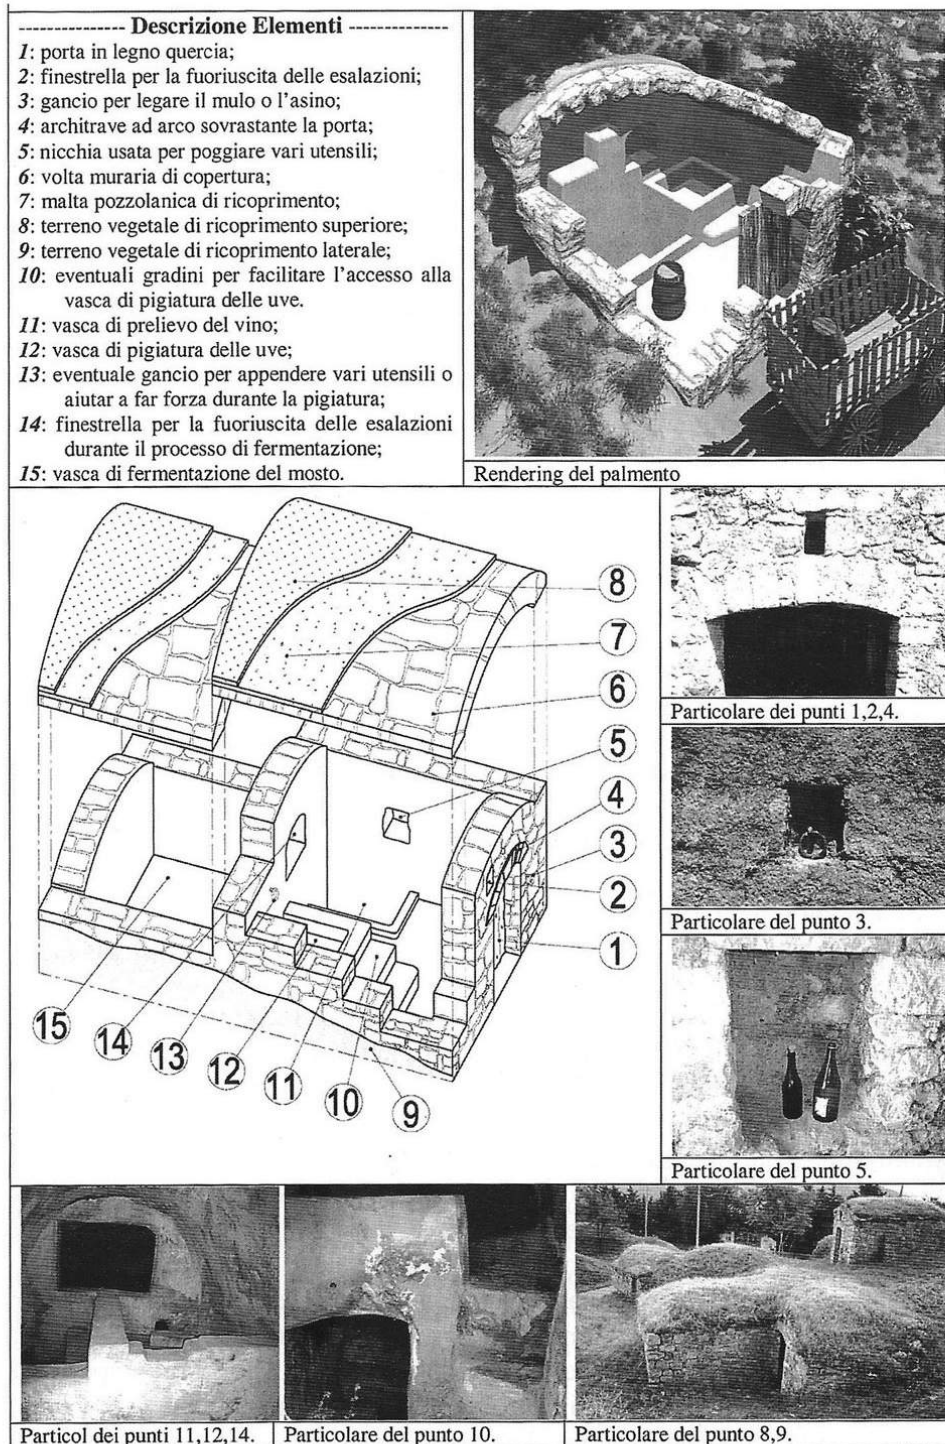 --------------- Descrizione Elementi --------------
1: porta in legno quercia;
2: finestrella per la fuoriuscita delle esalazioni;
3: gancio per legare il mulo o l'asino;
4: architrave ad arco sovrastante la porta;
5: nicchia usata per poggiare vari utensili;
6: volta muraria di copertura;
7: malta pozzolanica di ricoprimento;
8: terreno vegetale di ricoprimento superiore;
9: terreno vegetale di ricoprimento laterale;
10: eventuali gradini per facilitare l'accesso alla
vasca di pigiatura delle uve.
11: vasca di prelievo del vino;
12: vasca di pigiatura delle uve;
13: eventuale gancio per appendere vari utensili o
aiutar a far forza durante la pigiatura;
14: finestrella per la fuoriuscita delle esalazioni
durante il processo di fermentazione;
15: vasca di fermentazione del mosto.
Rendering del palmento
8
7
6
5
4
3
2
1
15
14
13
12
11
10
9
Particolare dei punti 1,2,4.
Particolare del punto 3.
Particolare del punto 5.
Particol dei punti 11,12,14.
Particolare del punto 10.
Particolare del punto 8,9.